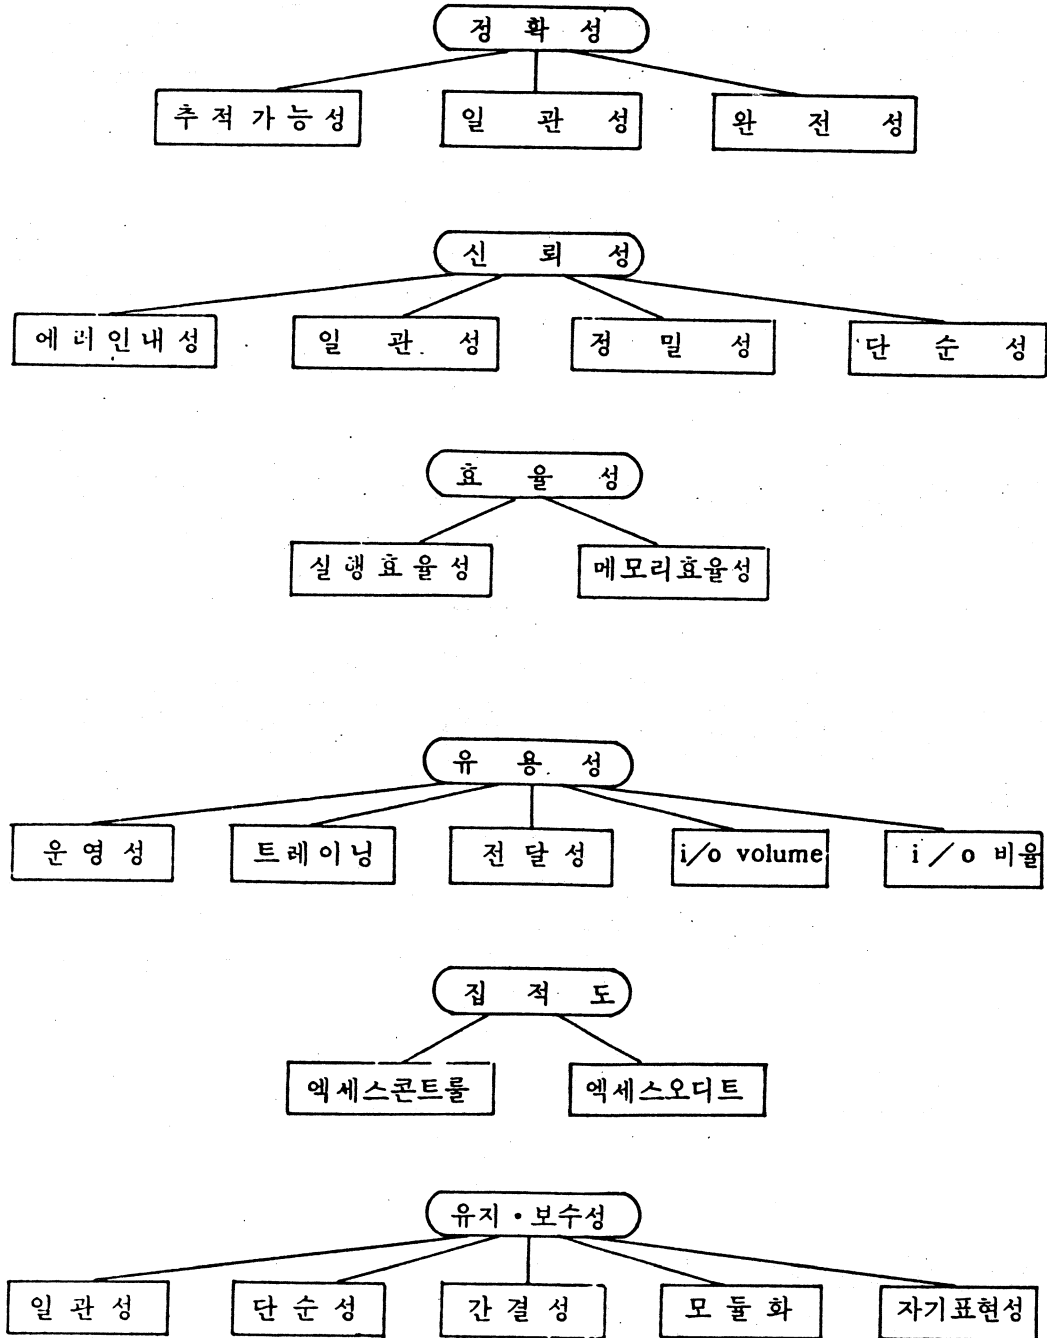 정 확 성
추적가능성 일 관 성 완 전 성
신 뢰 성
에러인내성 일 관 성 정 밀 성 단 순 성
효 율 성
실행효율성 메모리효율성
유 용 성
운영성 트레이닝 전달성 i/o volume i/o 비율
집 적 도
엑세스콘트롤 엑세스오디트
유지·보수성
일관성 단순성 간결성 모듈화 자기표현성